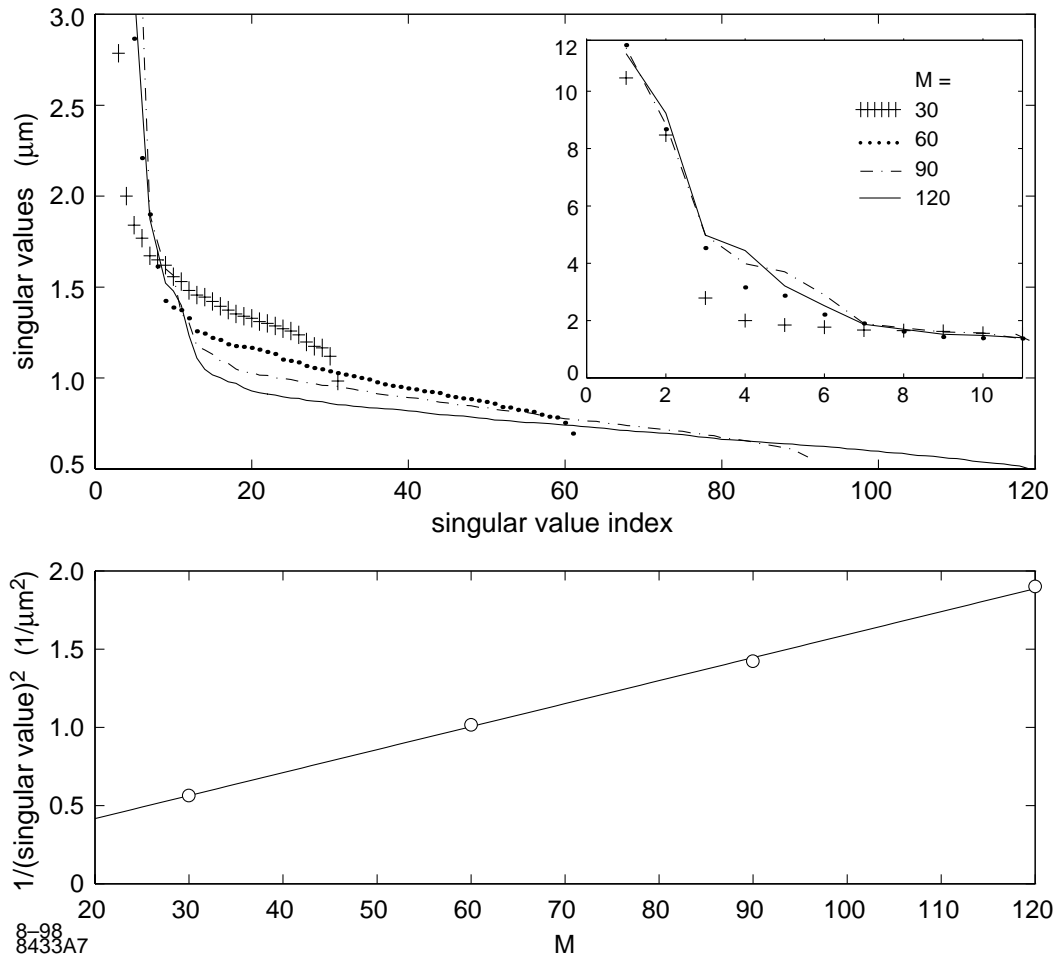 3.0
2.5
2.0
1.5
1.0
0.5
singular values (μm)
0 20 40 60 80 100 120
singular value index
12
10
8
6
4
2
0
0 2 4 6 8 10
M =
30
60
90
120
2.0
1.5
1.0
0.5
0
1/(singular value)² (1/μm²)
20 30 40 50 60 70 80 90 100 110 120
M
8–98
8433A7